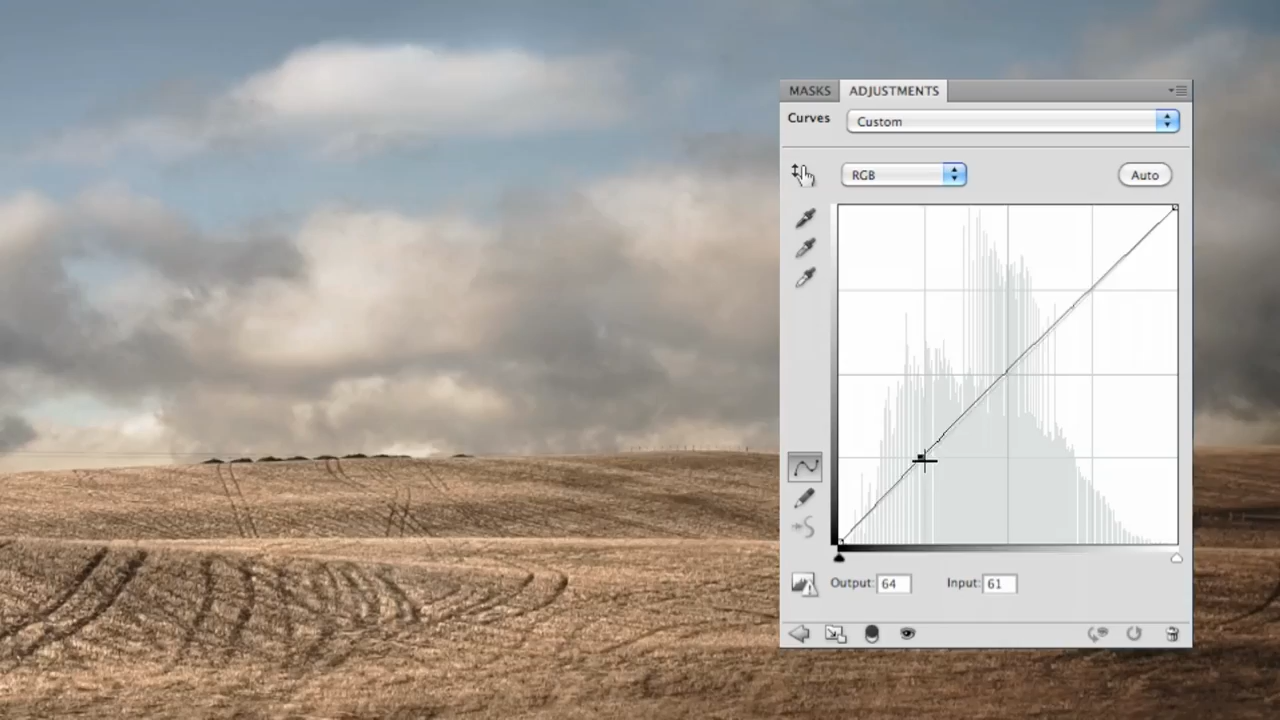 MASKS ADJUSTMENTS
Curves Custom
RGB Auto
Output: 64 Input: 61